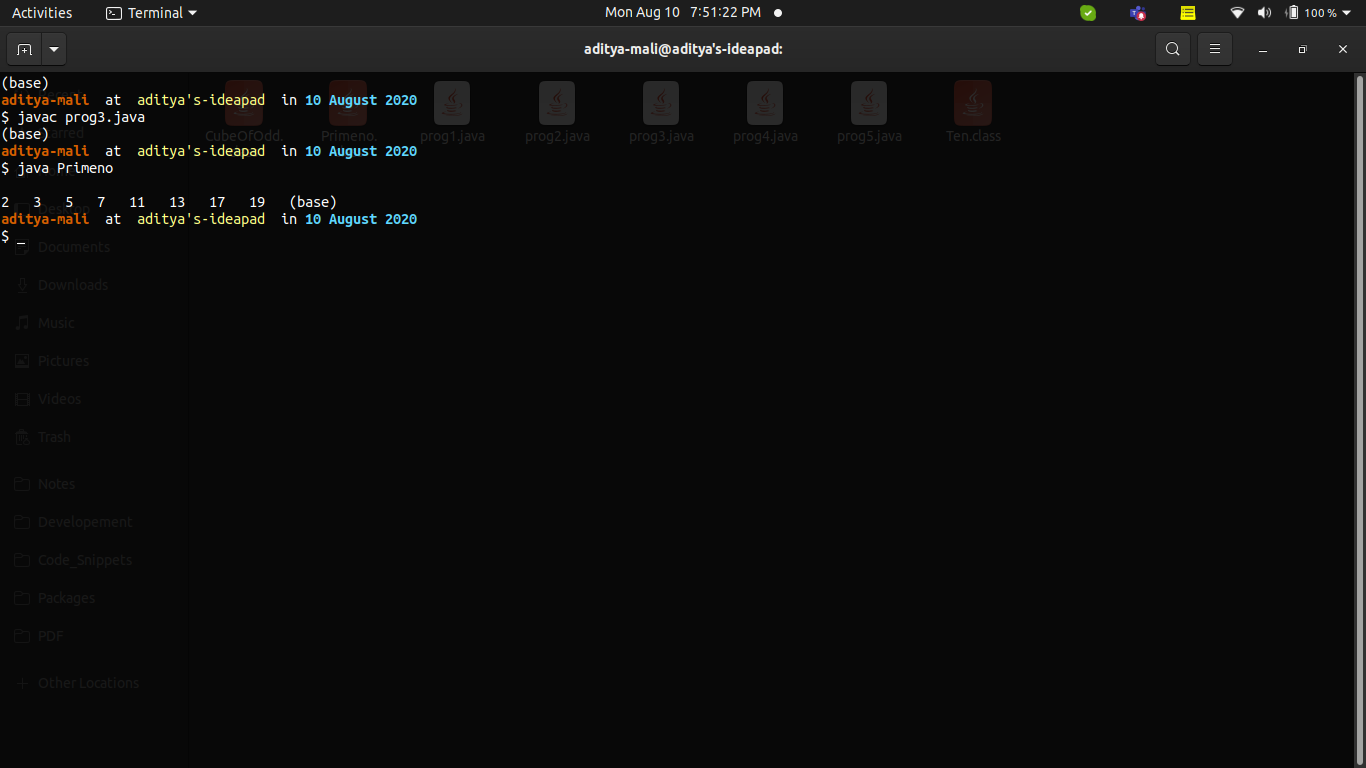 Activities Terminal Mon Aug 10 7:51:22 PM 100 %
aditya-mali@aditya's-ideapad:
(base)
aditya-mali at aditya's-ideapad in 10 August 2020
$ javac prog3.java
(base)
aditya-mali at aditya's-ideapad in 10 August 2020
$ java Primeno
2 3 5 7 11 13 17 19 (base)
aditya-mali at aditya's-ideapad in 10 August 2020
$ _
CubeOfOdd. Primeno. prog1.java prog2.java prog3.java prog4.java prog5.java Ten.class
Desktop
Documents
Downloads
Music
Pictures
Videos
Trash
Notes
Developement
Code_Snippets
Packages
PDF
Other Locations